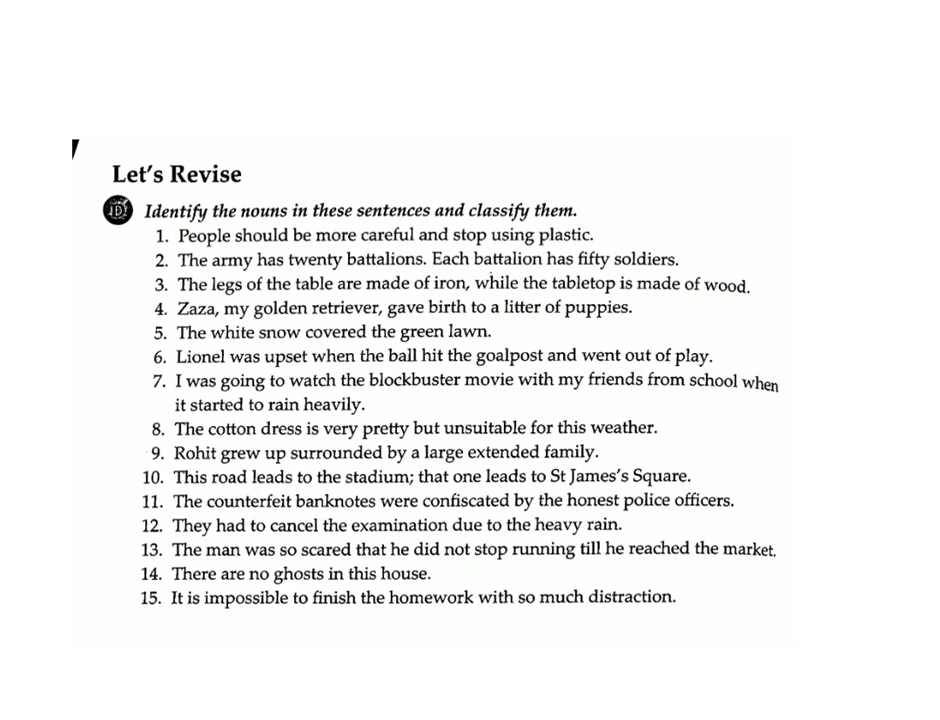 Let's Revise
Identify the nouns in these sentences and classify them.
1. People should be more careful and stop using plastic.
2. The army has twenty battalions. Each battalion has fifty soldiers.
3. The legs of the table are made of iron, while the tabletop is made of wood.
4. Zaza, my golden retriever, gave birth to a litter of puppies.
5. The white snow covered the green lawn.
6. Lionel was upset when the ball hit the goalpost and went out of play.
7. I was going to watch the blockbuster movie with my friends from school when
it started to rain heavily.
8. The cotton dress is very pretty but unsuitable for this weather.
9. Rohit grew up surrounded by a large extended family.
10. This road leads to the stadium; that one leads to St James's Square.
11. The counterfeit banknotes were confiscated by the honest police officers.
12. They had to cancel the examination due to the heavy rain.
13. The man was so scared that he did not stop running till he reached the market.
14. There are no ghosts in this house.
15. It is impossible to finish the homework with so much distraction.